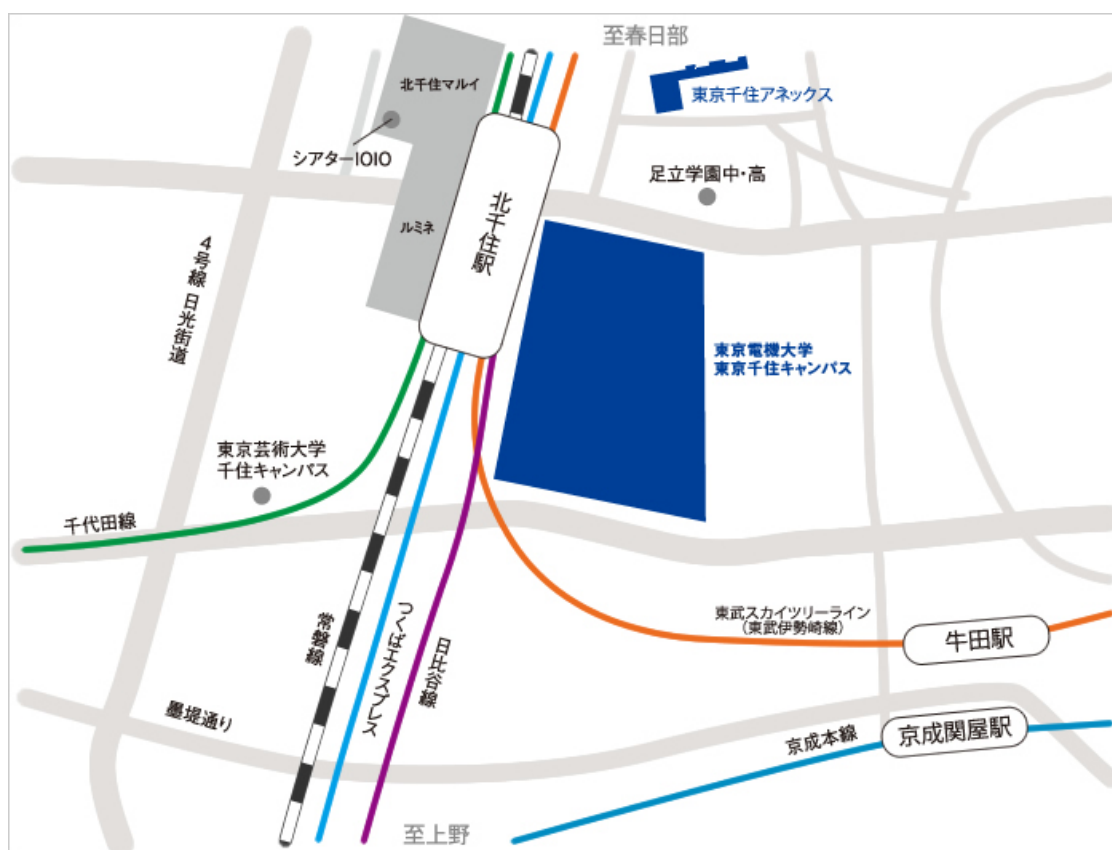 至春日部
北千住マルイ
東京千住アネックス
シアター1010
足立学園中・高
ルミネ
北千住駅
4号線 日光街道
東京電機大学
東京千住キャンパス
東京芸術大学
千住キャンパス
千代田線
東武スカイツリーライン
(東武伊勢崎線)
牛田駅
常磐線
つくばエクスプレス
日比谷線
墨堤通り
京成本線
京成関屋駅
至上野